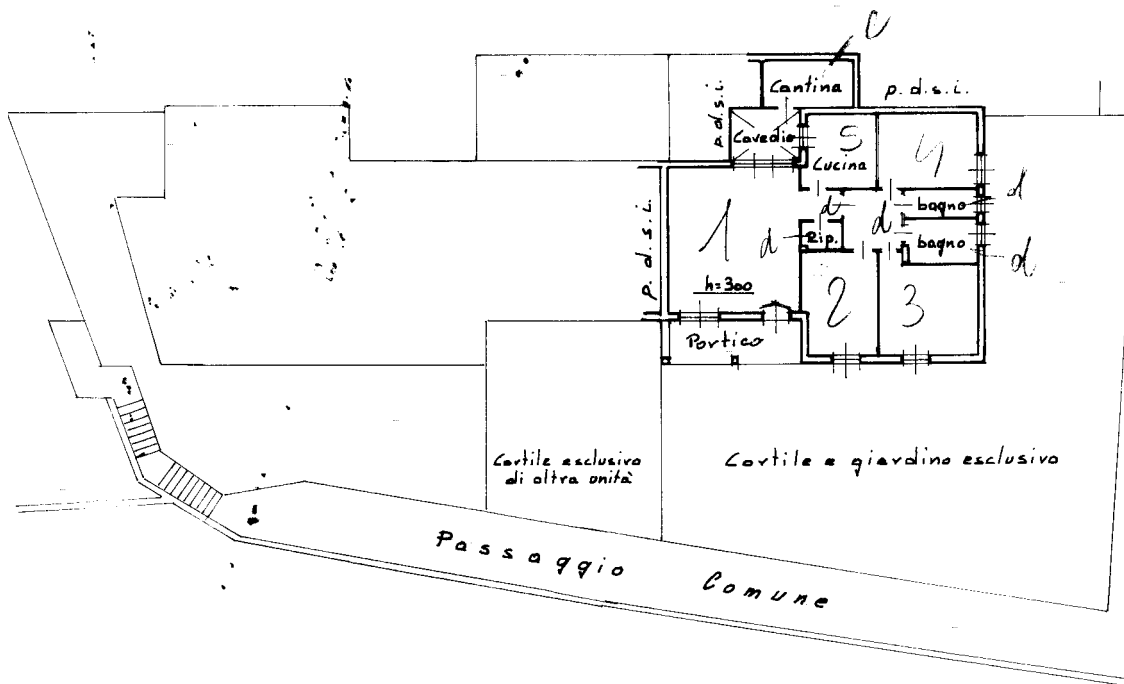 C
Cantina
p. d. s. i.
p. d. s. i.
Cavedio
5
4
Cucina
p. d. s. i.
1
d
bagno
d
d
Rip.
d
bagno
d
h=300
2
3
Portico
Cortile esclusivo
di altra unità
Cortile e giardino esclusivo
Passaggio Comune